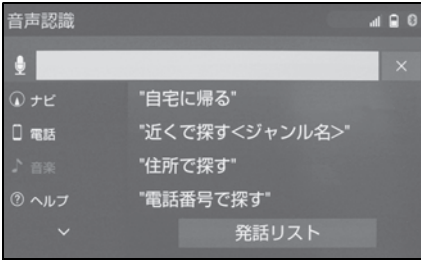 音声認識
ナビ
"自宅に帰る"
電話
"近くで探す<ジャンル名>"
音楽
"住所で探す"
ヘルプ
"電話番号で探す"
発話リスト